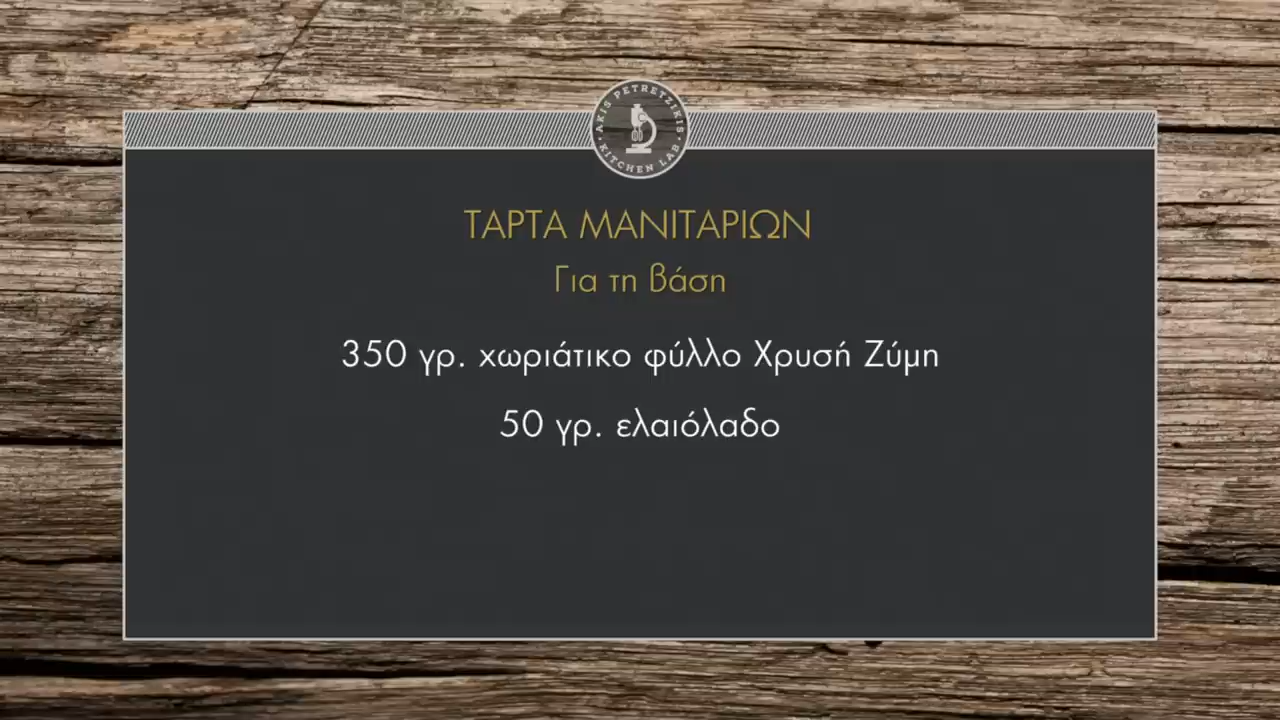 AKIS PETRETZIKIS
KITCHEN LAB
ΤΑΡΤΑ ΜΑΝΙΤΑΡΙΩΝ
Για τη βάση
350 γρ. χωριάτικο φύλλο Χρυσή Ζύμη
50 γρ. ελαιόλαδο